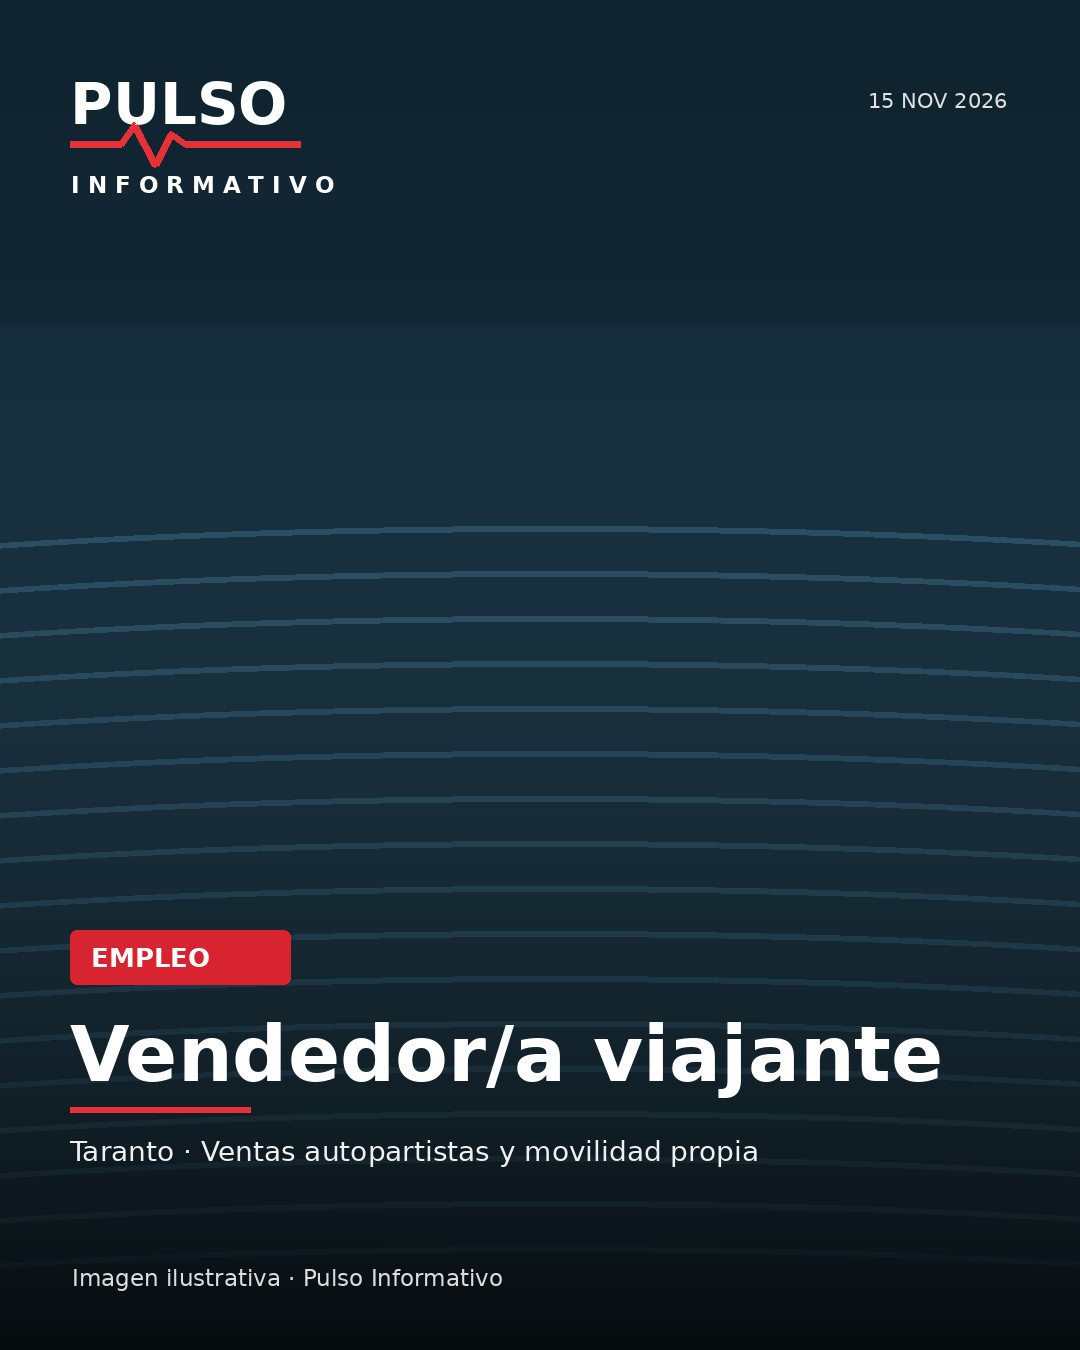 PULSO
INFORMATIVO
15 NOV 2026
EMPLEO
Vendedor/a viajante
Taranto · Ventas autopartistas y movilidad propia
Imagen ilustrativa · Pulso Informativo